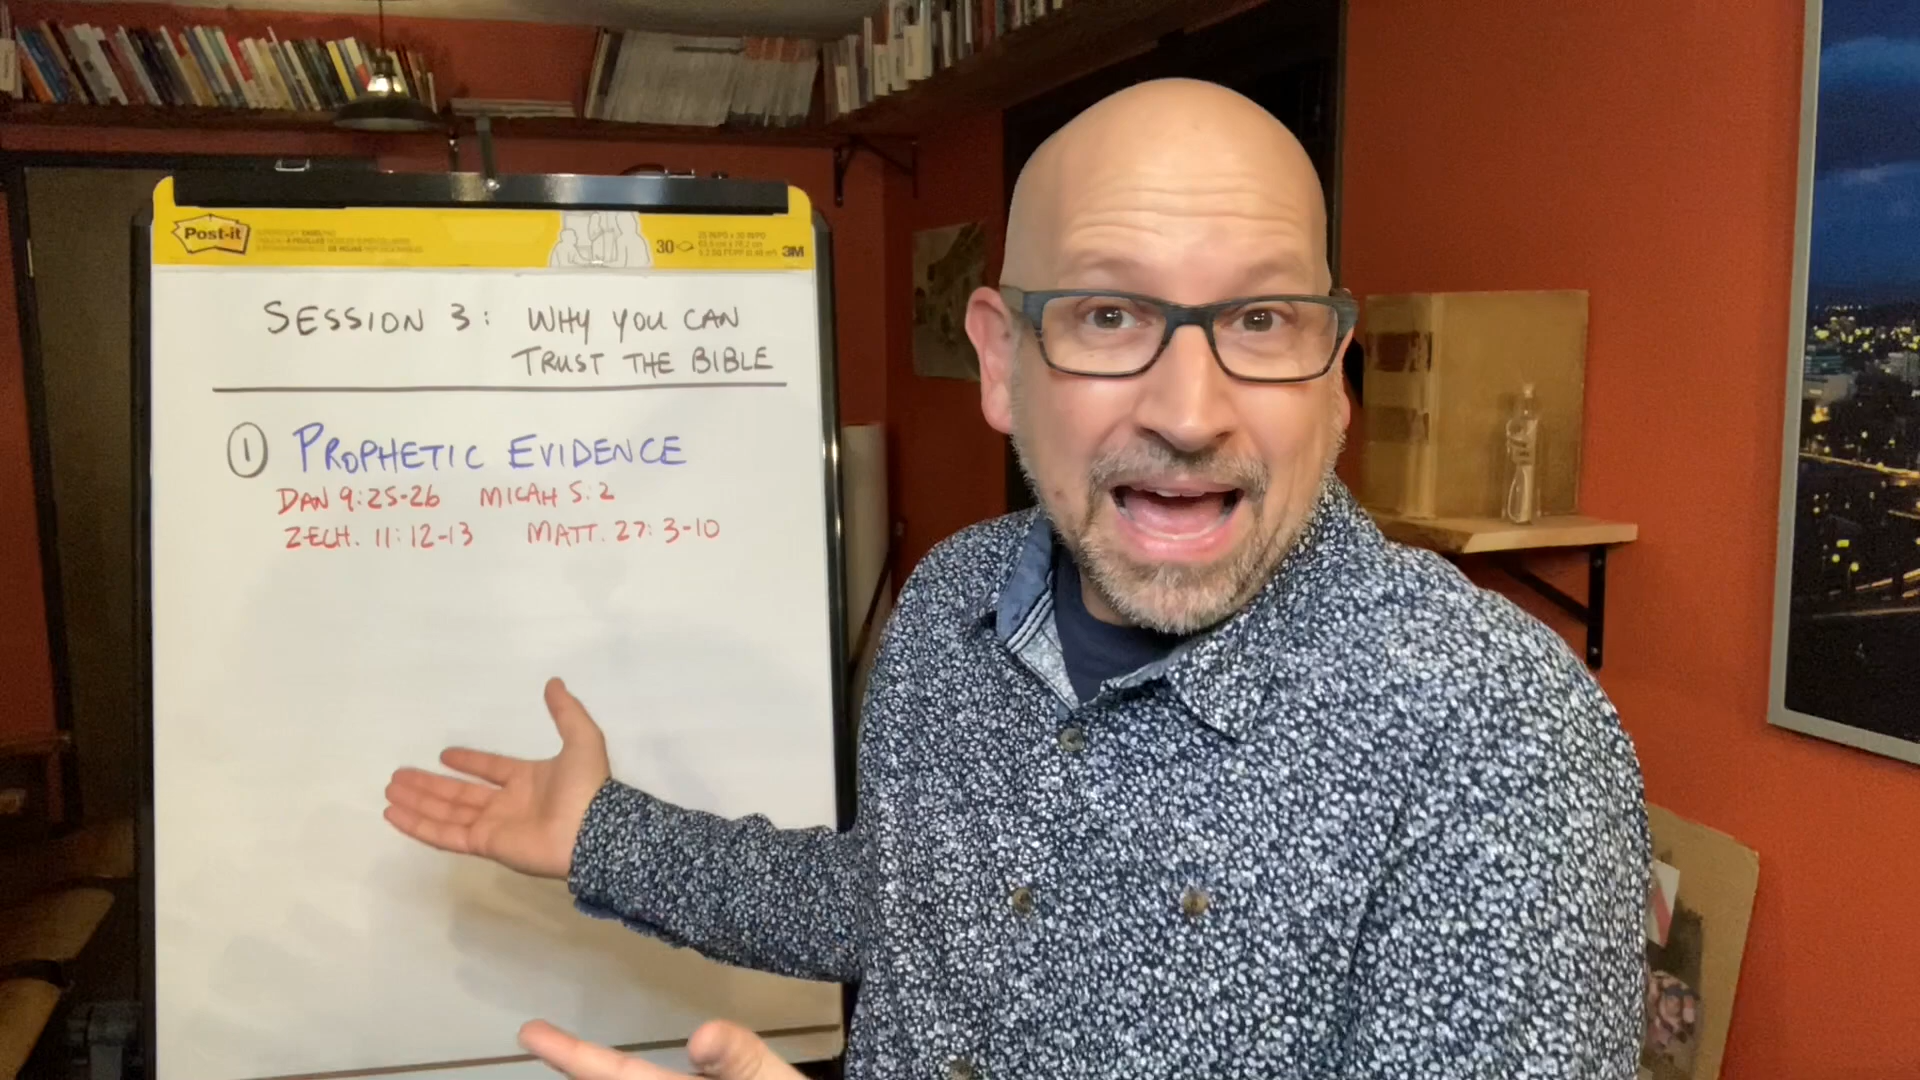 Post-it
30
3M
SESSION 3: WHY YOU CAN
TRUST THE BIBLE
① PROPHETIC EVIDENCE
DAN 9:25-26 MICAH 5:2
ZECH. 11:12-13 MATT. 27:3-10